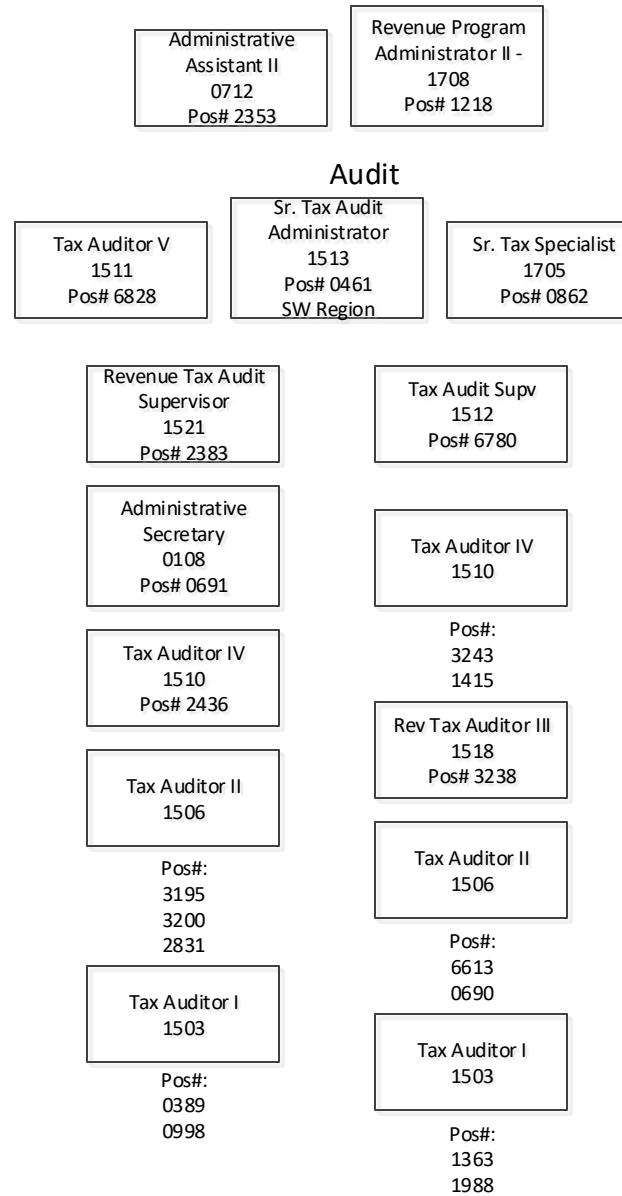 Administrative
Assistant II
0712
Pos# 2353
Revenue Program
Administrator II -
1708
Pos# 1218
Audit
Tax Auditor V
1511
Pos# 6828
Sr. Tax Audit
Administrator
1513
Pos# 0461
SW Region
Sr. Tax Specialist
1705
Pos# 0862
Revenue Tax Audit
Supervisor
1521
Pos# 2383
Administrative
Secretary
0108
Pos# 0691
Tax Auditor IV
1510
Pos# 2436
Tax Auditor II
1506
Pos#:
3195
3200
2831
Tax Auditor I
1503
Pos#:
0389
0998
Tax Audit Supv
1512
Pos# 6780
Tax Auditor IV
1510
Pos#:
3243
1415
Rev Tax Auditor III
1518
Pos# 3238
Tax Auditor II
1506
Pos#:
6613
0690
Tax Auditor I
1503
Pos#:
1363
1988